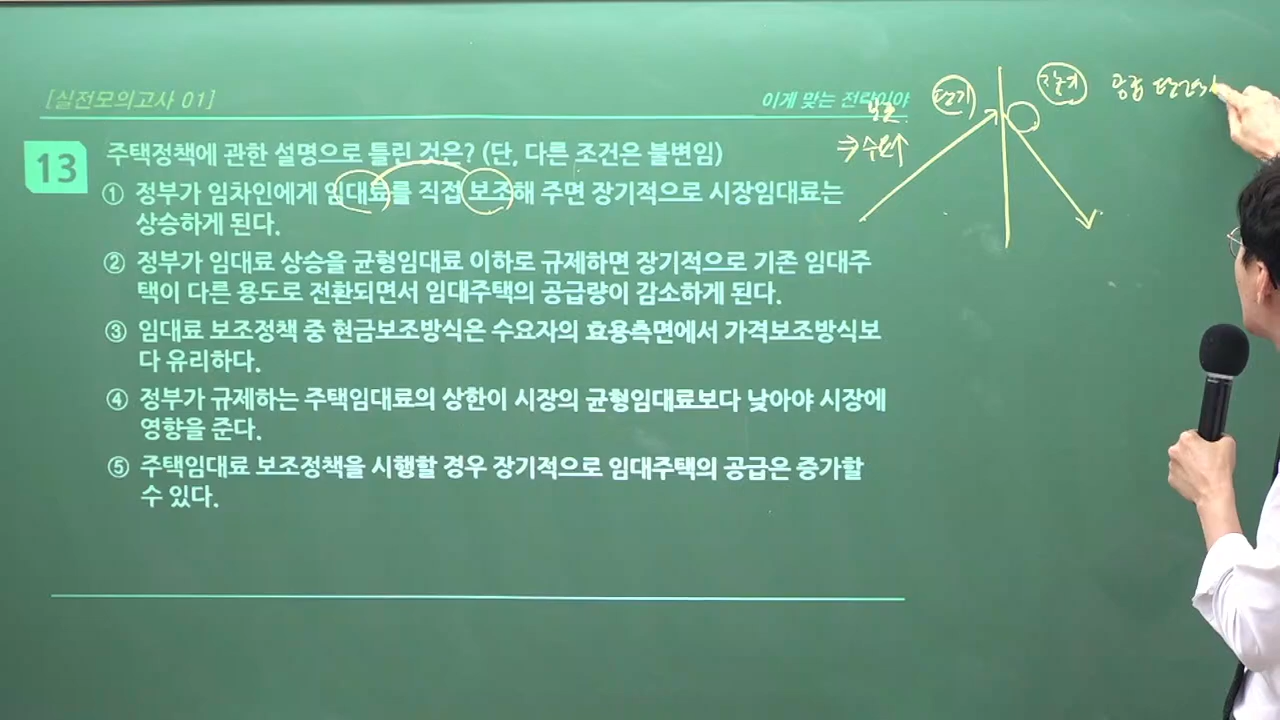 [실전모의고사 01]
이게 맞는 전략이야
13
주택정책에 관한 설명으로 틀린 것은? (단, 다른 조건은 불변임)
① 정부가 임차인에게 임대료를 직접 보조해 주면 장기적으로 시장임대료는
상승하게 된다.
② 정부가 임대료 상승을 균형임대료 이하로 규제하면 장기적으로 기존 임대주
택이 다른 용도로 전환되면서 임대주택의 공급량이 감소하게 된다.
③ 임대료 보조정책 중 현금보조방식은 수요자의 효용측면에서 가격보조방식보
다 유리하다.
④ 정부가 규제하는 주택임대료의 상한이 시장의 균형임대료보다 낮아야 시장에
영향을 준다.
⑤ 주택임대료 보조정책을 시행할 경우 장기적으로 임대주택의 공급은 증가할
수 있다.
단기
장기
보조
⇒ 수요↑
공급